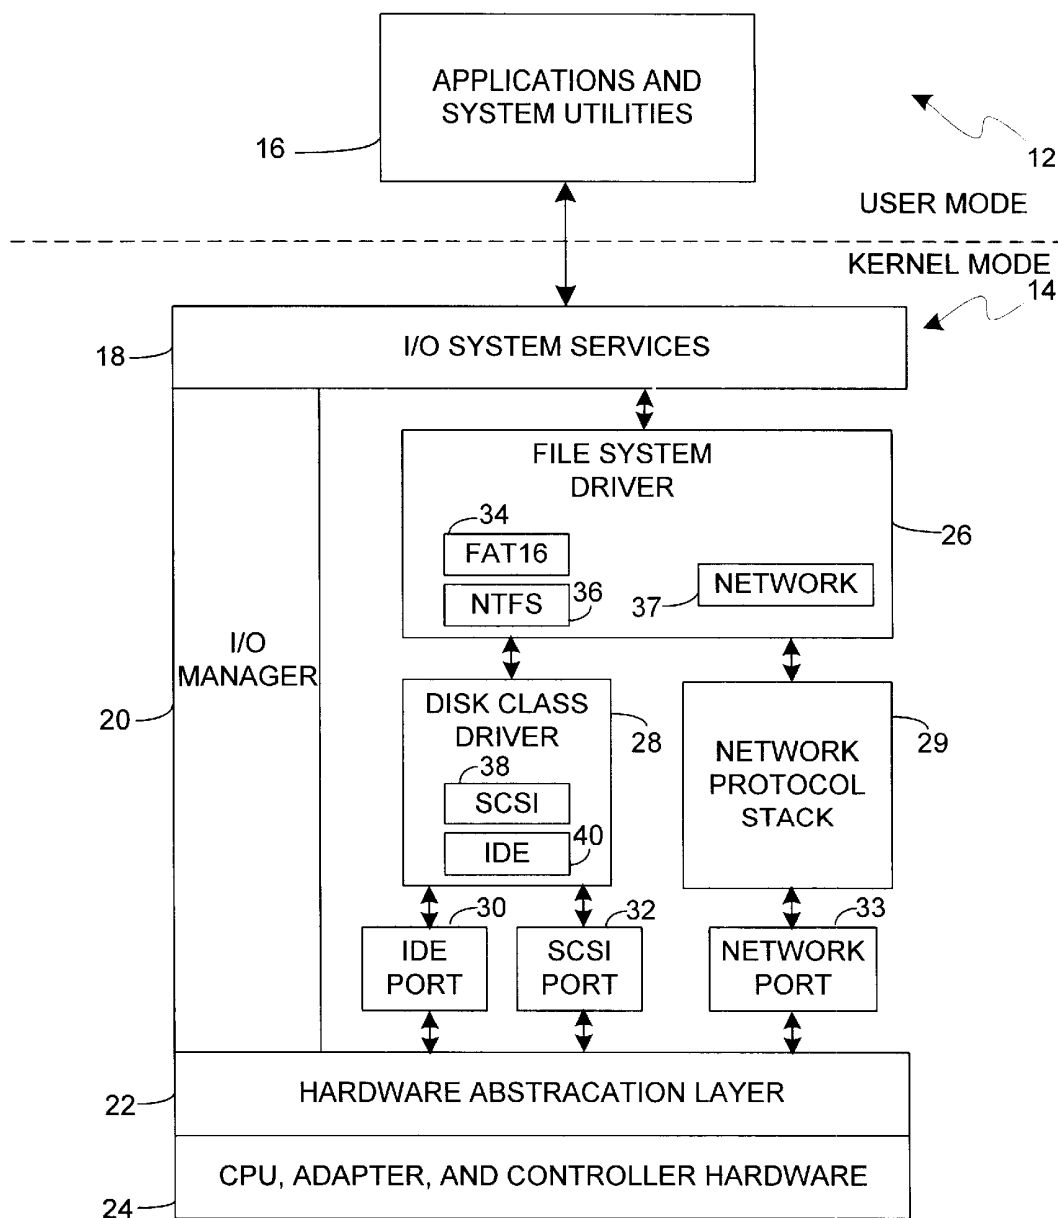 APPLICATIONS AND
SYSTEM UTILITIES
16
12
USER MODE
KERNEL MODE
14
I/O SYSTEM SERVICES
18
FILE SYSTEM
DRIVER
26
34
FAT16
36
NTFS
NETWORK
37
I/O
MANAGER
20
DISK CLASS
DRIVER
28
38
SCSI
40
IDE
NETWORK
PROTOCOL
STACK
29
30
IDE
PORT
32
SCSI
PORT
33
NETWORK
PORT
HARDWARE ABSTRACATION LAYER
22
CPU, ADAPTER, AND CONTROLLER HARDWARE
24